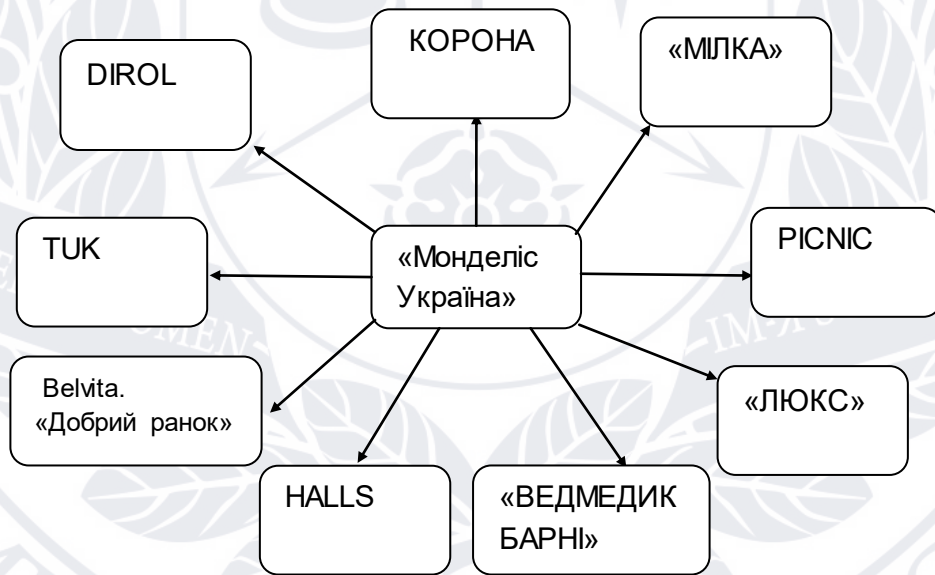 КОРОНА
«МІЛКА»
DIROL
PICNIC
TUK
«Монделіс
Україна»
Belvita.
«Добрий ранок»
«ЛЮКС»
HALLS
«ВЕДМЕДИК
БАРНІ»